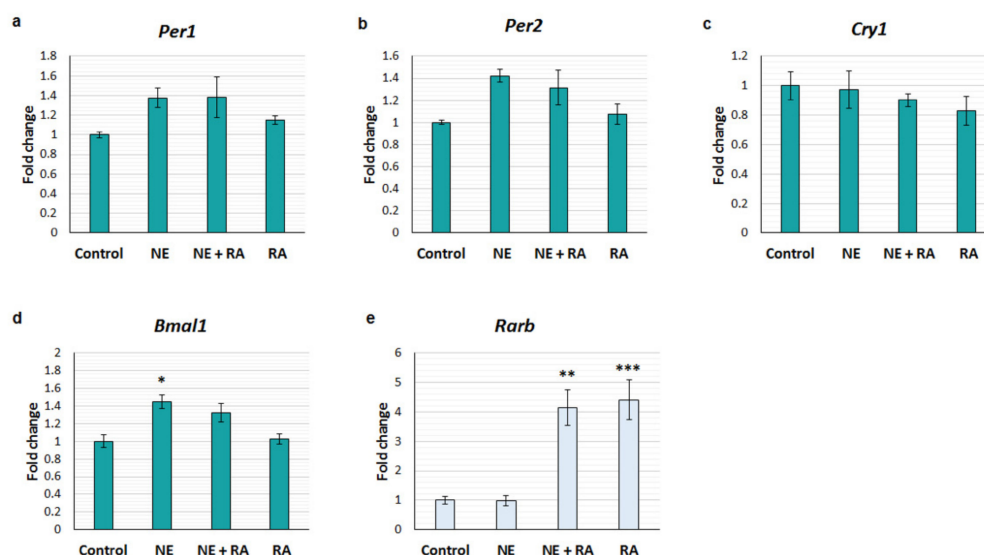 a
Per1
Fold change
1.8
1.6
1.4
1.2
1
0.8
0.6
0.4
0.2
0
Control NE NE + RA RA
b
Per2
Fold change
1.6
1.4
1.2
1
0.8
0.6
0.4
0.2
0
Control NE NE + RA RA
c
Cry1
Fold change
1.2
1
0.8
0.6
0.4
0.2
0
Control NE NE + RA RA
d
Bmal1
Fold change
2
1.8
1.6
1.4
1.2
1
0.8
0.6
0.4
0.2
0
*
Control NE NE + RA RA
e
Rarb
Fold change
6
5
4
3
2
1
0
** ***
Control NE NE + RA RA